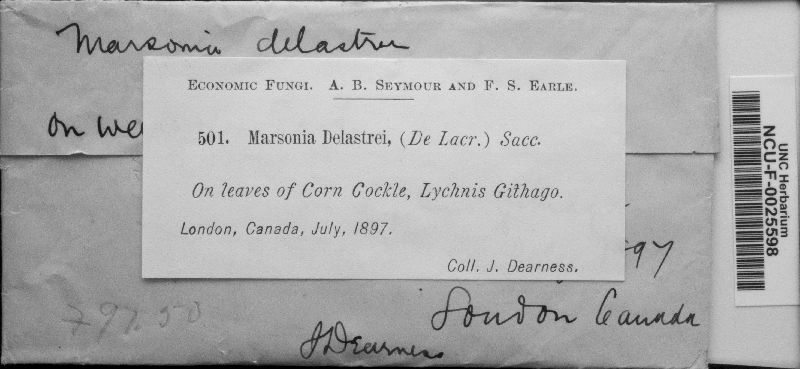 Marsonia delastrei
ECONOMIC FUNGI. A. B. SEYMOUR AND F. S. EARLE.
501. Marsonia Delastrei, (De Lacr.) Sacc.
On leaves of Corn Cockle, Lychnis Githago.
London, Canada, July, 1897.
Coll. J. Dearness.
on
97
London Canada
J Dearness
UNC Herbarium
NCU-F-0025598